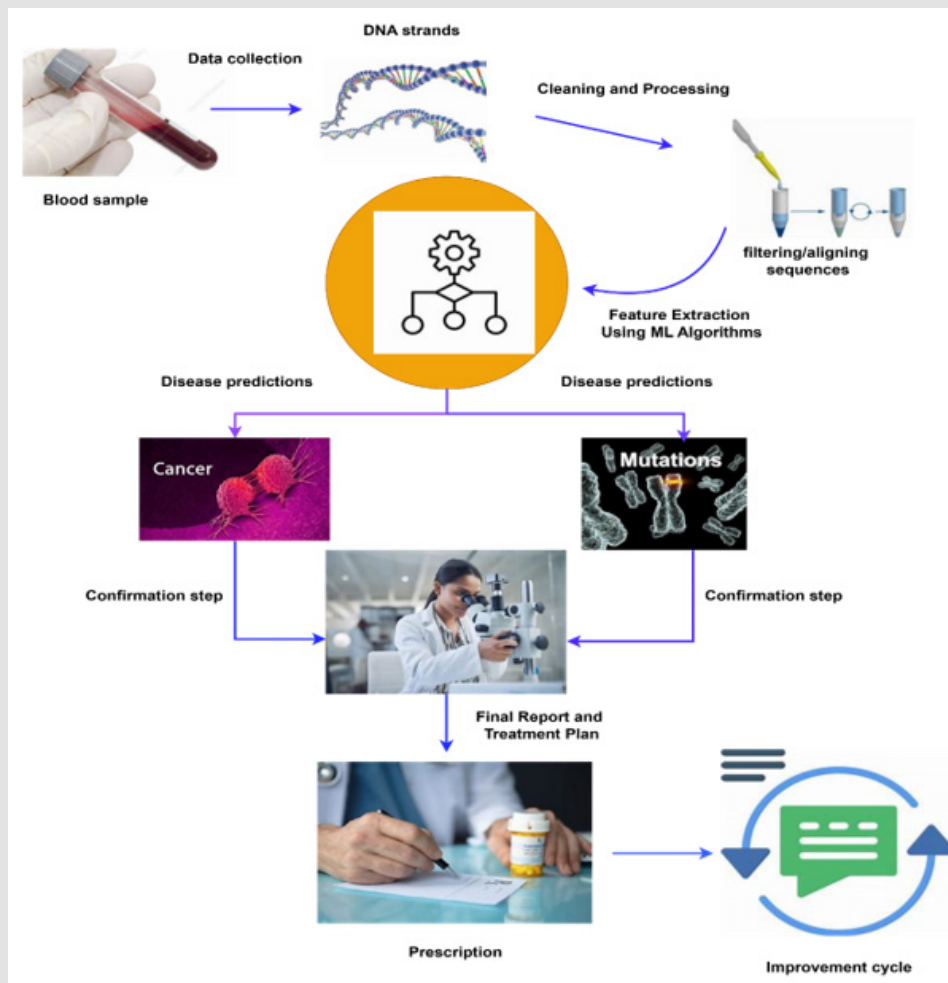 DNA strands
Data collection
Cleaning and Processing
Blood sample
filtering/aligning
sequences
Feature Extraction
Using ML Algorithms
Disease predictions
Disease predictions
Cancer
Mutations
Confirmation step
Confirmation step
Final Report and
Treatment Plan
Prescription
Improvement cycle